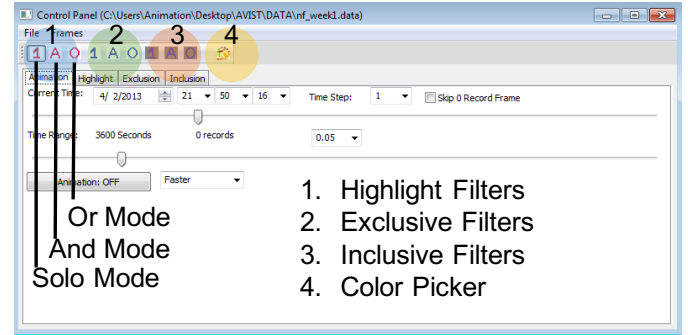 Control Panel (C:\Users\Animation\Desktop\AVIST\DATA\nf_week1.data)
File Frames
1 2 3 4
1 A O 1 A O 1 A O
Animation Highlight Exclusion Inclusion
Current Time: 4/ 2/2013 21 50 16 Time Step: 1 Skip 0 Record Frame
Time Range: 3600 Seconds 0 records 0.05
Animation: OFF Faster
1. Highlight Filters
Or Mode 2. Exclusive Filters
And Mode 3. Inclusive Filters
Solo Mode 4. Color Picker